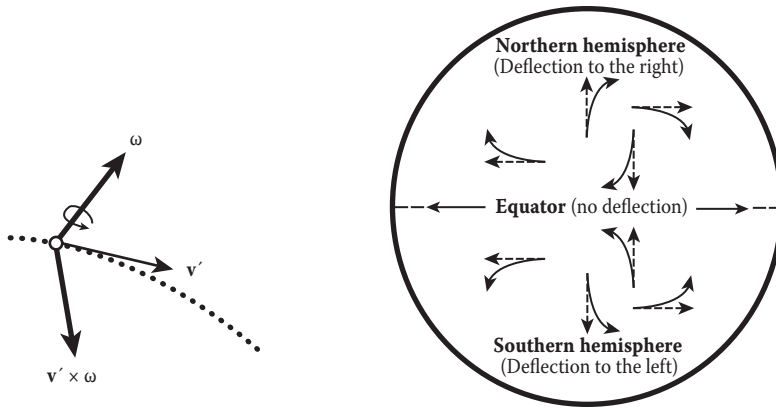 ω
v′
v′ × ω
Northern hemisphere
(Deflection to the right)
Equator (no deflection)
Southern hemisphere
(Deflection to the left)